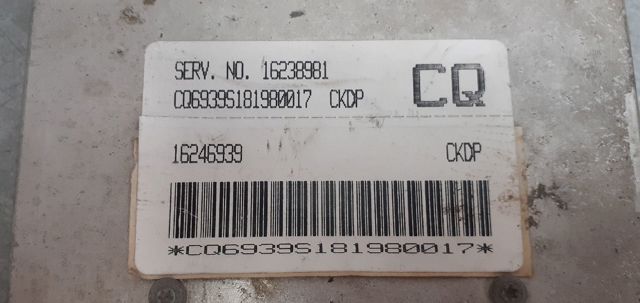 SERV. NO. 16238981
CQ6939S181980017 CKDP
CQ
16246939 CKDP
*CQ6939S181980017*